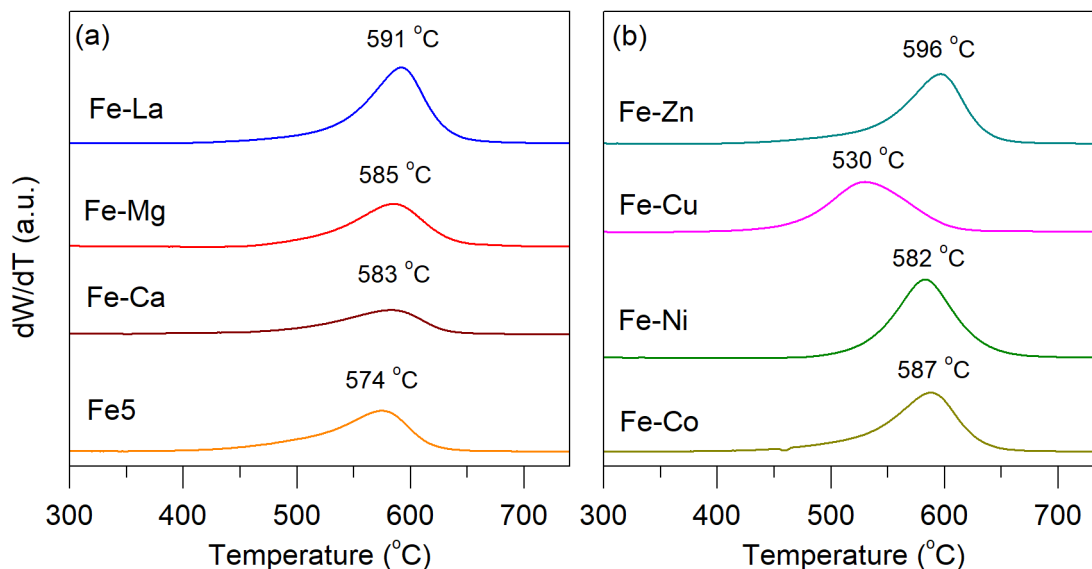 (a)
591 °C
Fe-La
585 °C
Fe-Mg
583 °C
Fe-Ca
574 °C
Fe5
dW/dT (a.u.)
300 400 500 600 700
Temperature (°C)
(b)
596 °C
Fe-Zn
530 °C
Fe-Cu
582 °C
Fe-Ni
587 °C
Fe-Co
300 400 500 600 700
Temperature (°C)